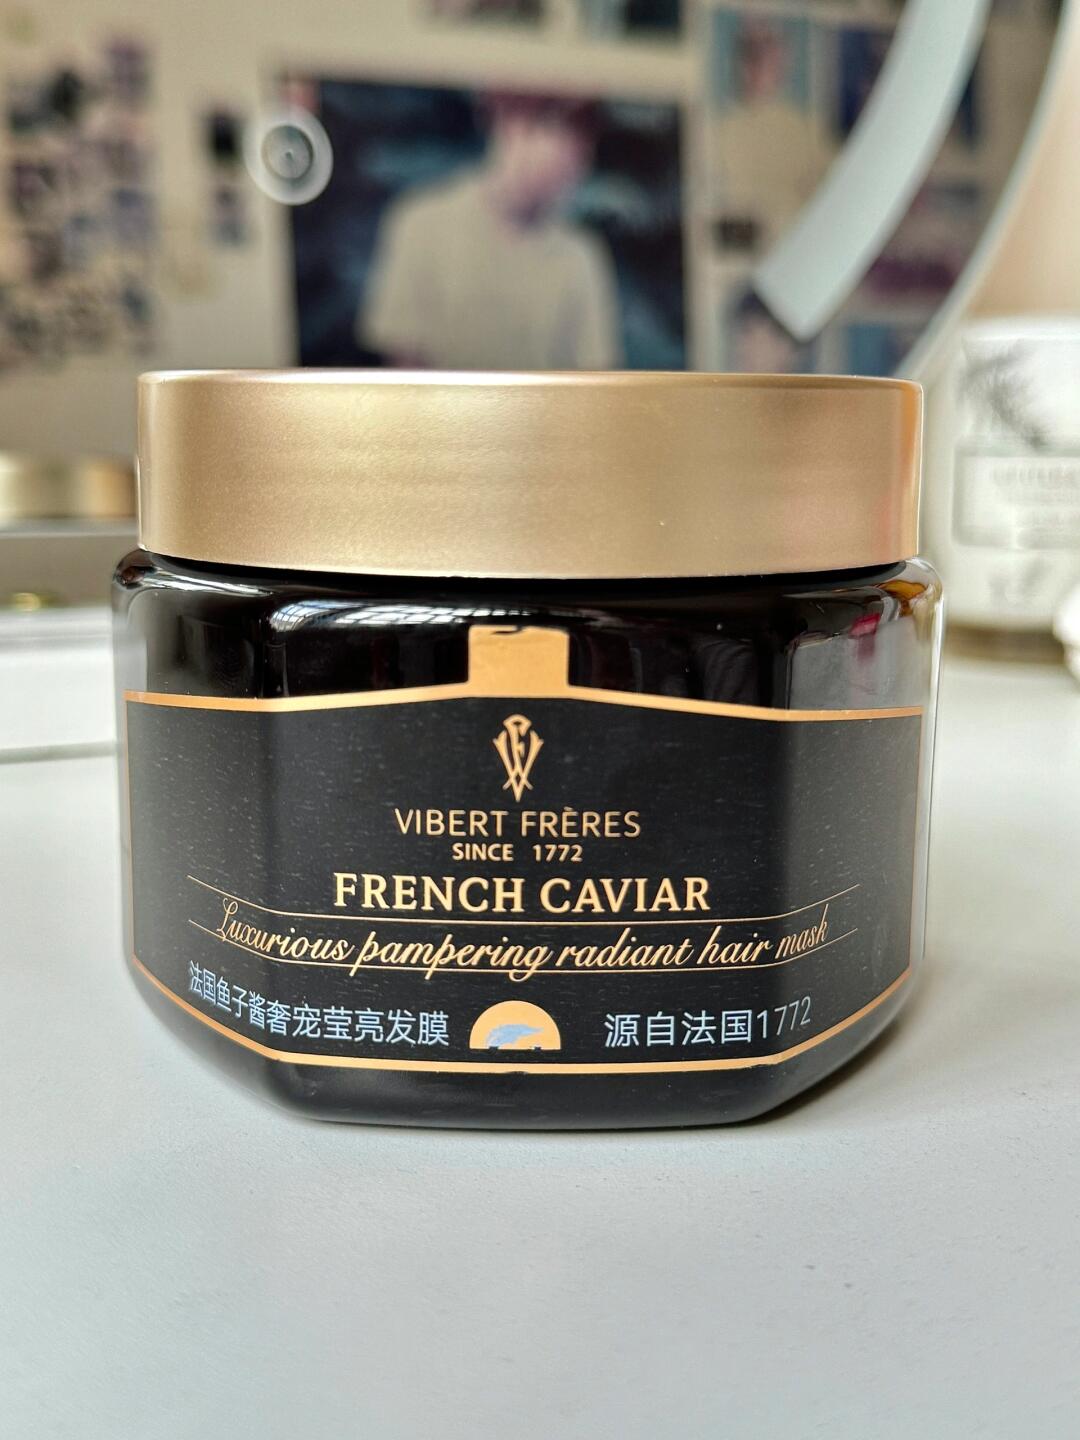 VIBERT FRÈRES
SINCE 1772
FRENCH CAVIAR
Luxurious pampering radiant hair mask
法国鱼子酱奢宠莹亮发膜
源自法国1772